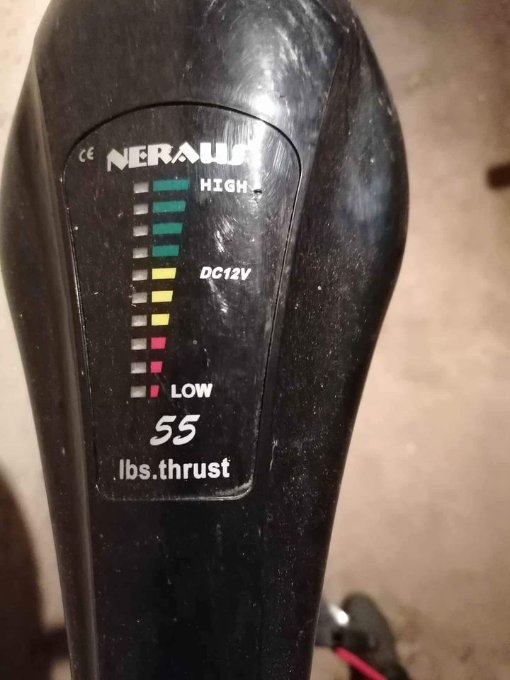 CE NERAUS
HIGH
DC12V
LOW
55
lbs.thrust